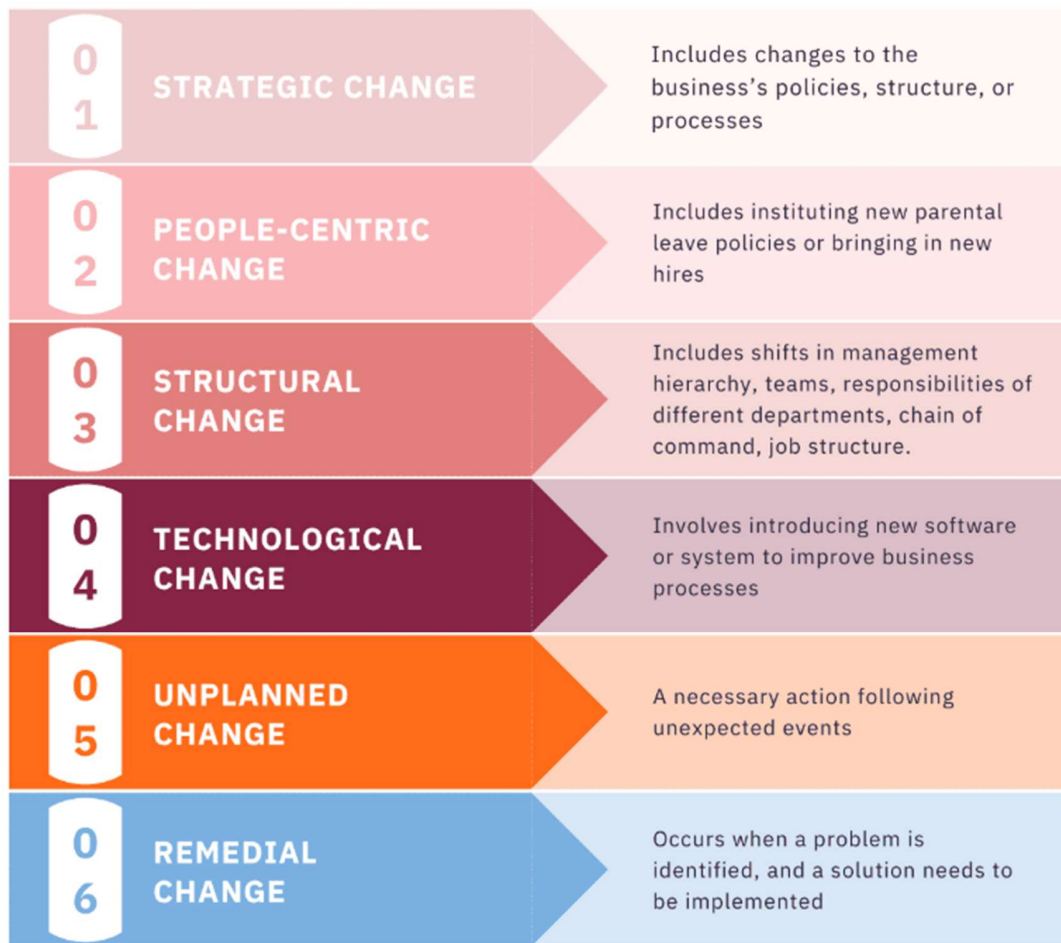 0
1
STRATEGIC CHANGE
Includes changes to the
business’s policies, structure, or
processes
0
2
PEOPLE-CENTRIC
CHANGE
Includes instituting new parental
leave policies or bringing in new
hires
0
3
STRUCTURAL
CHANGE
Includes shifts in management
hierarchy, teams, responsibilities of
different departments, chain of
command, job structure.
0
4
TECHNOLOGICAL
CHANGE
Involves introducing new software
or system to improve business
processes
0
5
UNPLANNED
CHANGE
A necessary action following
unexpected events
0
6
REMEDIAL
CHANGE
Occurs when a problem is
identified, and a solution needs to
be implemented